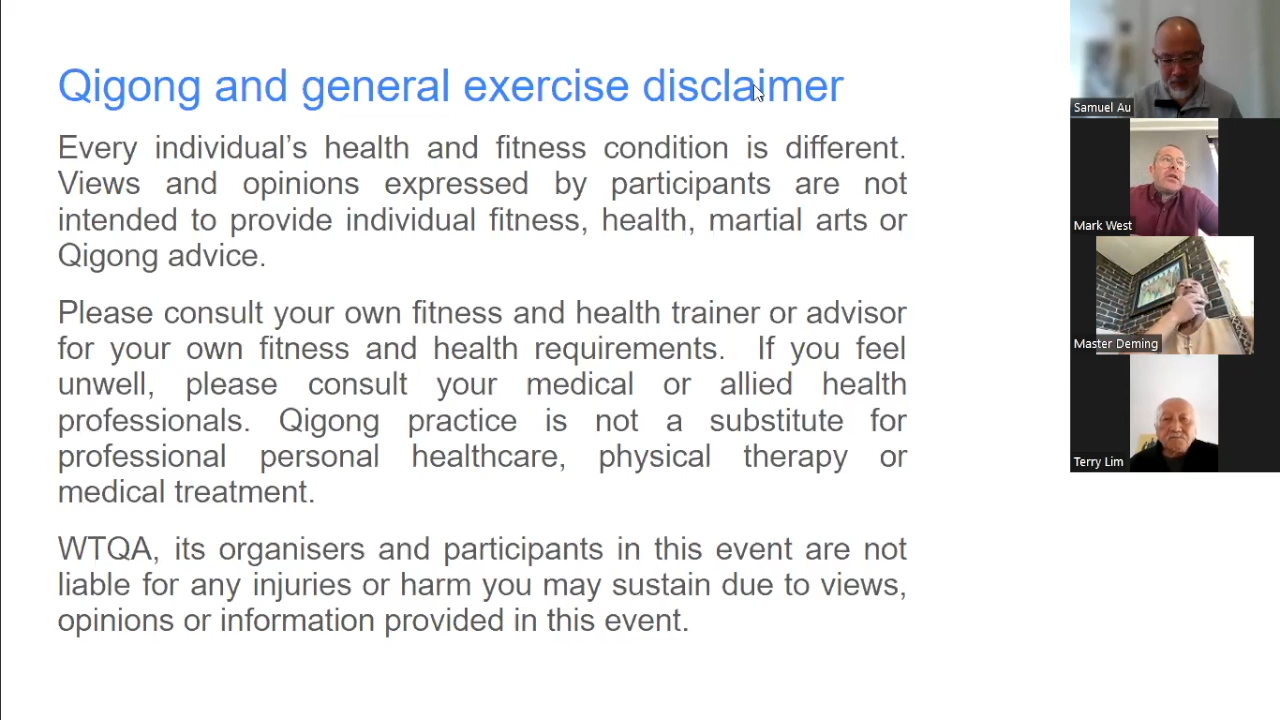 Qigong and general exercise disclaimer
Every individual’s health and fitness condition is different.
Views and opinions expressed by participants are not
intended to provide individual fitness, health, martial arts or
Qigong advice.
Please consult your own fitness and health trainer or advisor
for your own fitness and health requirements. If you feel
unwell, please consult your medical or allied health
professionals. Qigong practice is not a substitute for
professional personal healthcare, physical therapy or
medical treatment.
WTQA, its organisers and participants in this event are not
liable for any injuries or harm you may sustain due to views,
opinions or information provided in this event.
Samuel Au
Mark West
Master Deming
Terry Lim